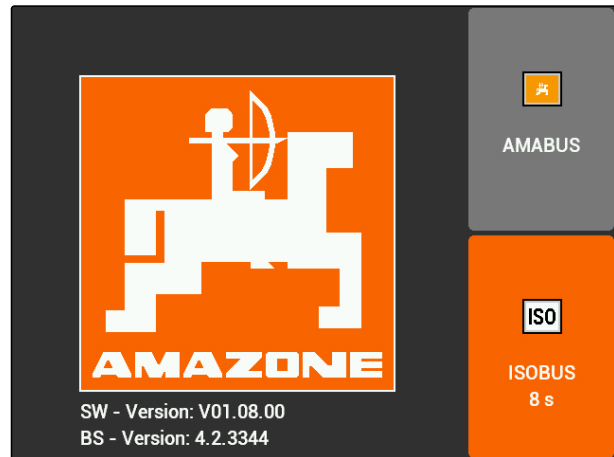 AMAZONE
SW - Version: V01.08.00
BS - Version: 4.2.3344
AMABUS
ISO
ISOBUS
8 s